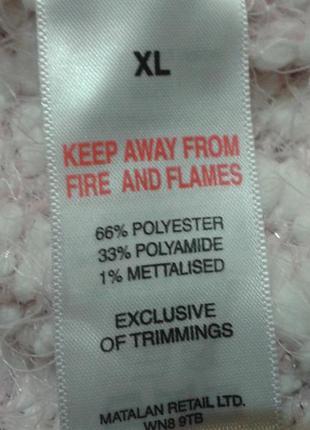 XL
KEEP AWAY FROM
FIRE AND FLAMES
66% POLYESTER
33% POLYAMIDE
1% METTALISED
EXCLUSIVE
OF TRIMMINGS
MATALAN RETAIL LTD.
WN8 9TB